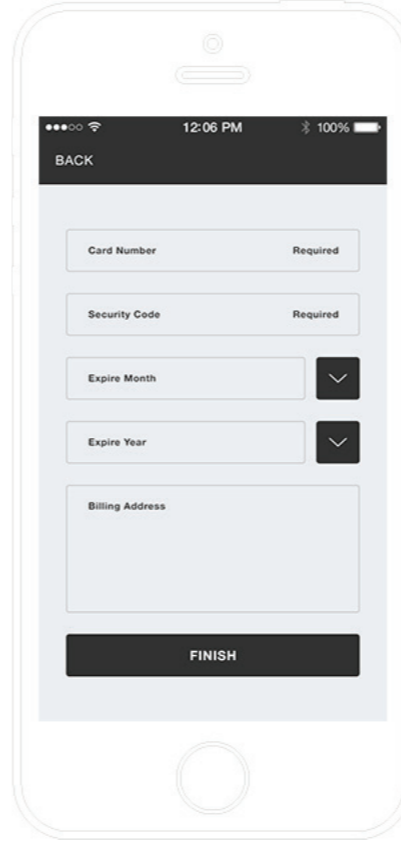 12:06 PM 100%
BACK
Card Number Required
Security Code Required
Expire Month
Expire Year
Billing Address
FINISH